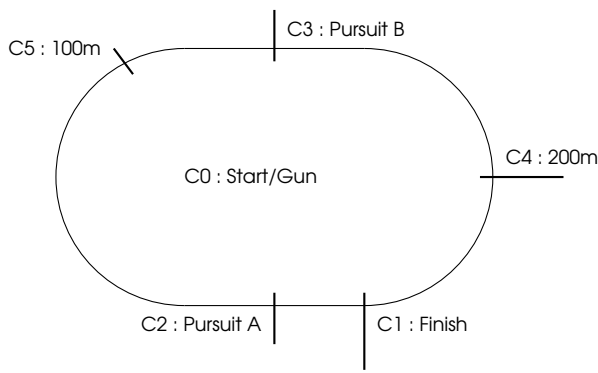 C3 : Pursuit B
C5 : 100m
C4 : 200m
C0 : Start/Gun
C2 : Pursuit A
C1 : Finish